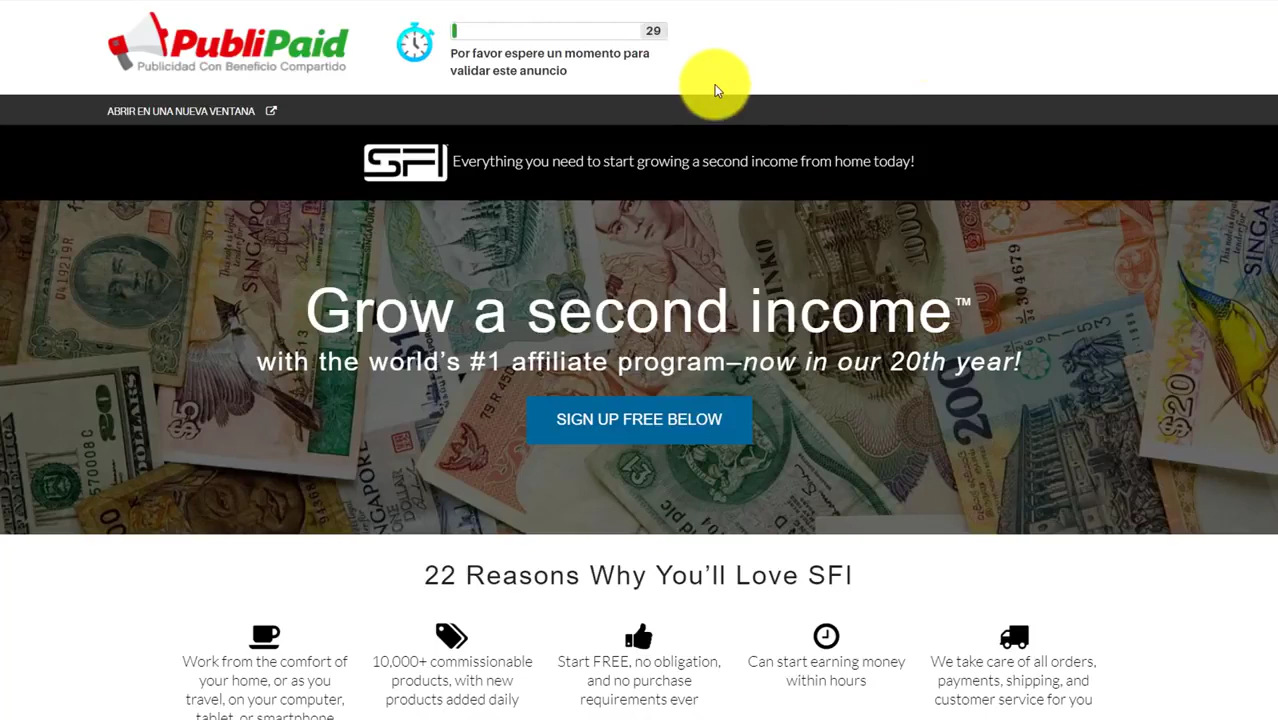 PubliPaid
Publicidad Con Beneficio Compartido
29
Por favor espere un momento para
validar este anuncio
ABRIR EN UNA NUEVA VENTANA
SFI Everything you need to start growing a second income from home today!
Grow a second income™
with the world's #1 affiliate program—now in our 20th year!
SIGN UP FREE BELOW
22 Reasons Why You'll Love SFI
Work from the comfort of
your home, or as you
travel, on your computer,
tablet, or smartphone
10,000+ commissionable
products, with new
products added daily
Start FREE, no obligation,
and no purchase
requirements ever
Can start earning money
within hours
We take care of all orders,
payments, shipping, and
customer service for you